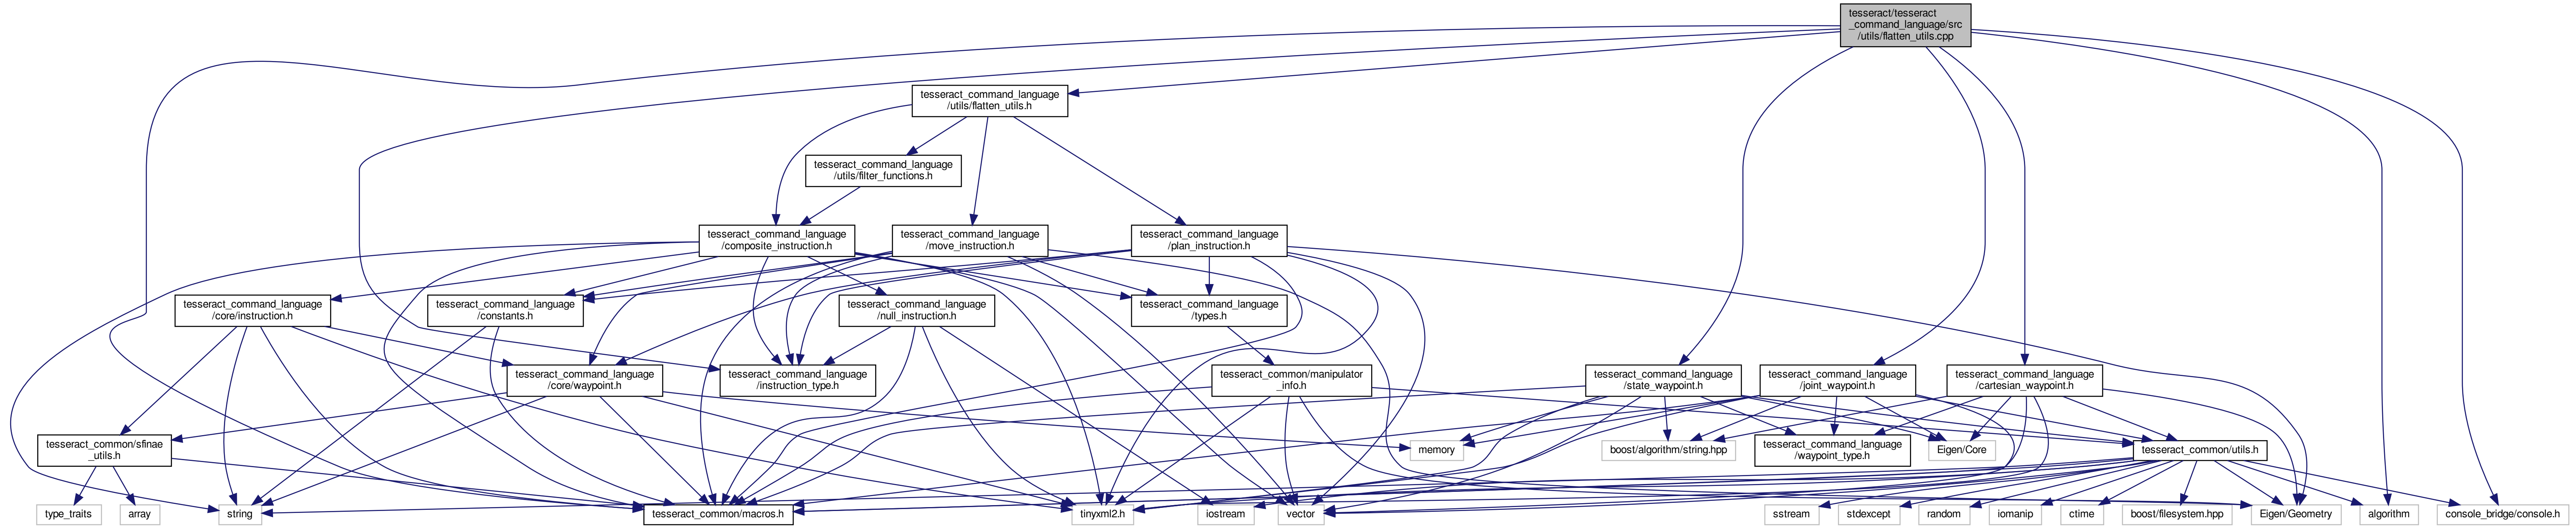 tesseract/tesseract
_command_language/src
/utils/flatten_utils.cpp
tesseract_command_language
/utils/flatten_utils.h
tesseract_command_language
/utils/filter_functions.h
tesseract_command_language
/composite_instruction.h
tesseract_command_language
/move_instruction.h
tesseract_command_language
/plan_instruction.h
tesseract_command_language
/core/instruction.h
tesseract_command_language
/constants.h
tesseract_command_language
/null_instruction.h
tesseract_command_language
/types.h
tesseract_command_language
/core/waypoint.h
tesseract_command_language
/instruction_type.h
tesseract_common/manipulator
_info.h
tesseract_command_language
/state_waypoint.h
tesseract_command_language
/joint_waypoint.h
tesseract_command_language
/cartesian_waypoint.h
tesseract_common/sfinae
_utils.h
memory
boost/algorithm/string.hpp
tesseract_command_language
/waypoint_type.h
Eigen/Core
tesseract_common/utils.h
type_traits
array
string
tesseract_common/macros.h
tinyxml2.h
iostream
vector
sstream
stdexcept
random
iomanip
ctime
boost/filesystem.hpp
Eigen/Geometry
algorithm
console_bridge/console.h